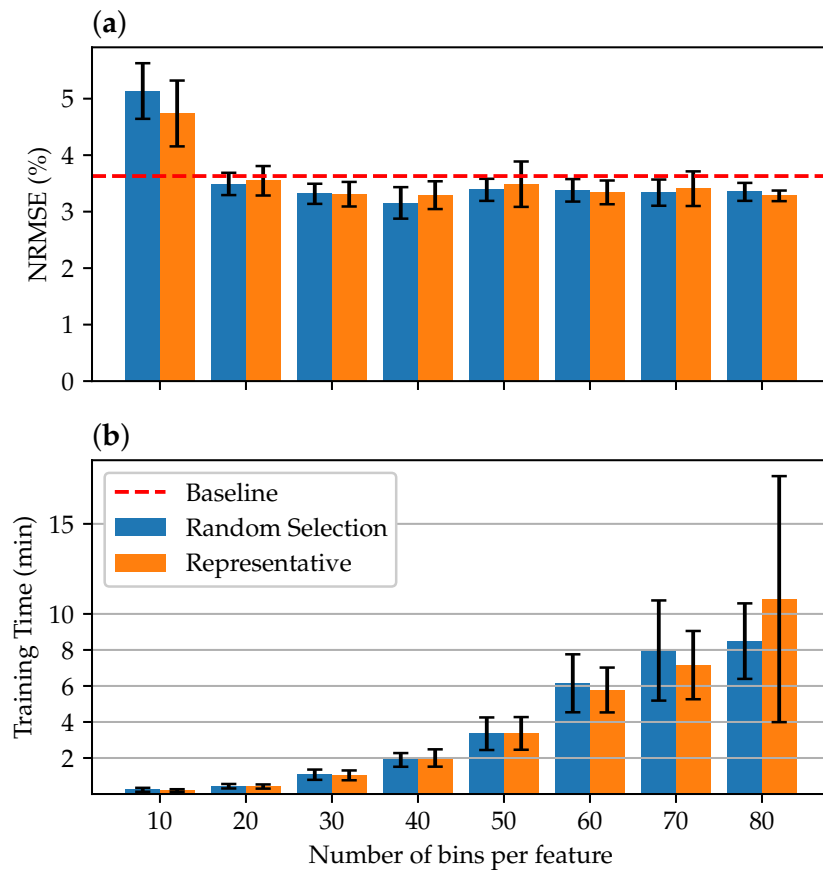 (a)
NRMSE (%)
5
4
3
2
1
0
(b)
Training Time (min)
15
10
8
6
4
2
Baseline
Random Selection
Representative
10 20 30 40 50 60 70 80
Number of bins per feature